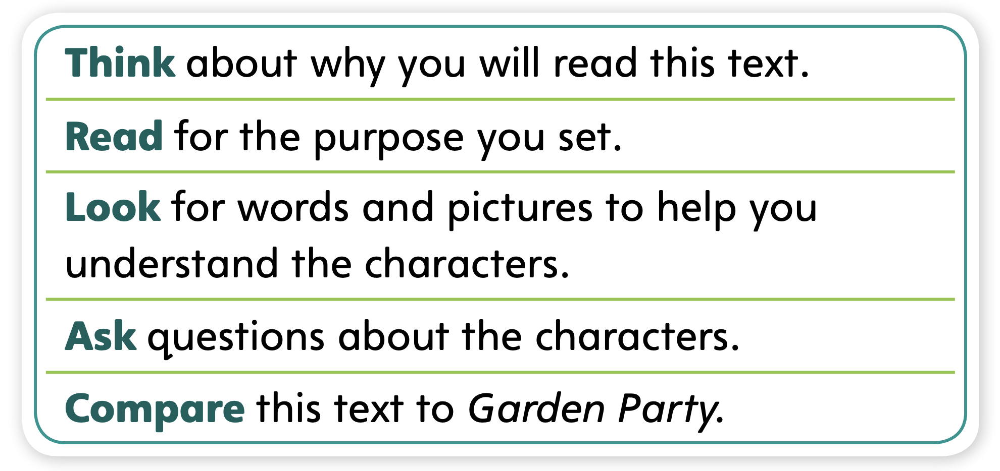 Think about why you will read this text.
Read for the purpose you set.
Look for words and pictures to help you
understand the characters.
Ask questions about the characters.
Compare this text to Garden Party.